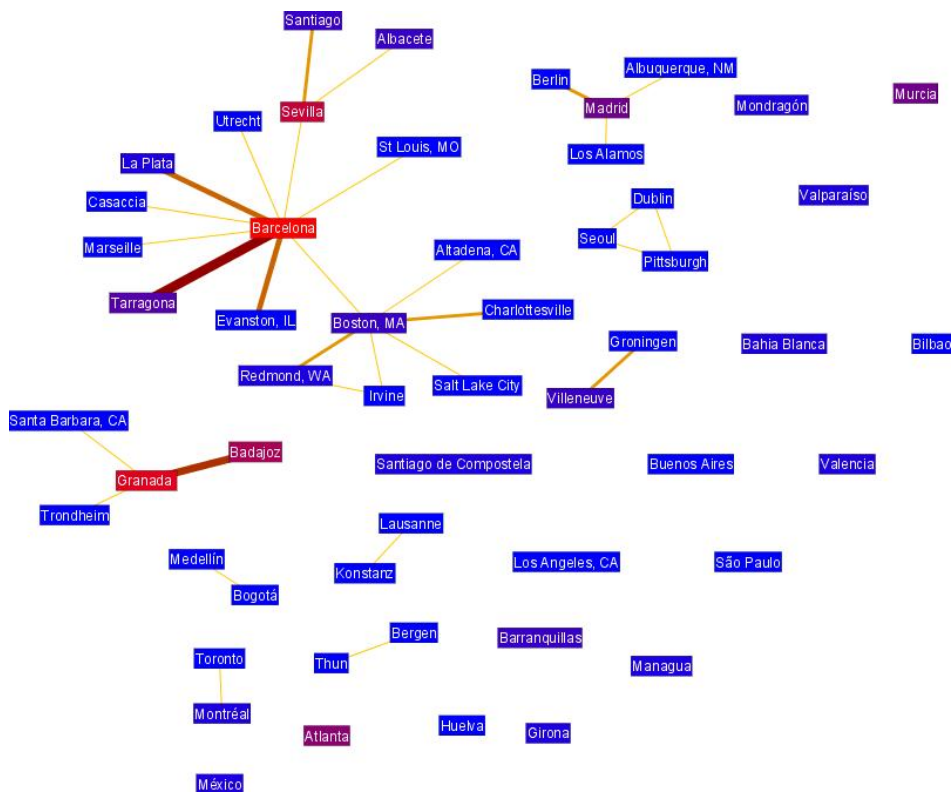 Santiago
Albacete
Berlin
Albuquerque, NM
Murcia
Madrid
Mondragón
Sevilla
Utrecht
St Louis, MO
Los Alamos
La Plata
Casaccia
Dublin
Valparaíso
Barcelona
Seoul
Marseille
Altadena, CA
Pittsburgh
Tarragona
Evanston, IL
Boston, MA
Charlottesville
Groningen
Bahia Blanca
Bilbao
Redmond, WA
Irvine
Salt Lake City
Villeneuve
Santa Barbara, CA
Badajoz
Granada
Santiago de Compostela
Buenos Aires
Valencia
Trondheim
Lausanne
Medellín
Konstanz
Los Angeles, CA
São Paulo
Bogotá
Bergen
Barranquillas
Toronto
Thun
Managua
Montréal
Atlanta
Huelva
Girona
México